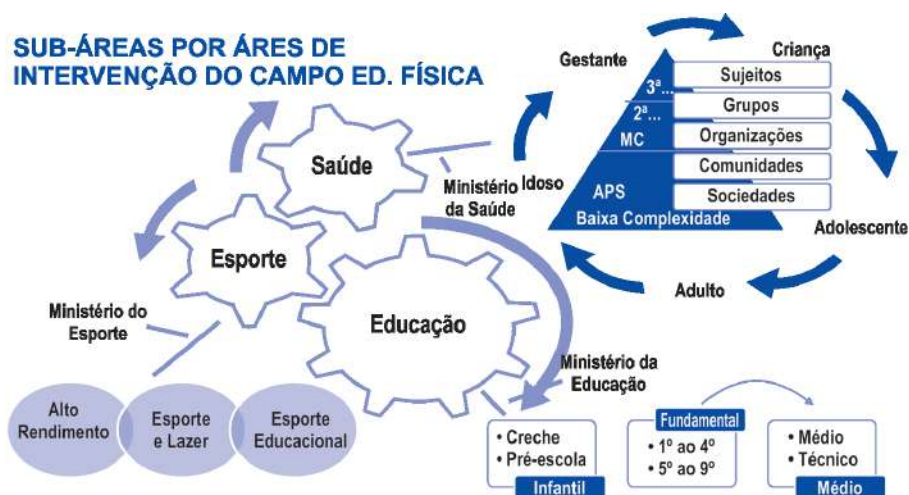 SUB-ÁREAS POR ÁRES DE
INTERVENÇÃO DO CAMPO ED. FÍSICA
Gestante
Criança
Sujeitos
3ª...
Grupos
2ª...
MC
Organizações
Comunidades
APS
Sociedades
Baixa Complexidade
Idoso
Adolescente
Adulto
Saúde
Ministério
da Saúde
Esporte
Educação
Ministério do
Esporte
Ministério da
Educação
Alto
Rendimento
Esporte
e Lazer
Esporte
Educacional
• Creche
• Pré-escola
Infantil
Fundamental
• 1º ao 4º
• 5º ao 9º
• Médio
• Técnico
Médio